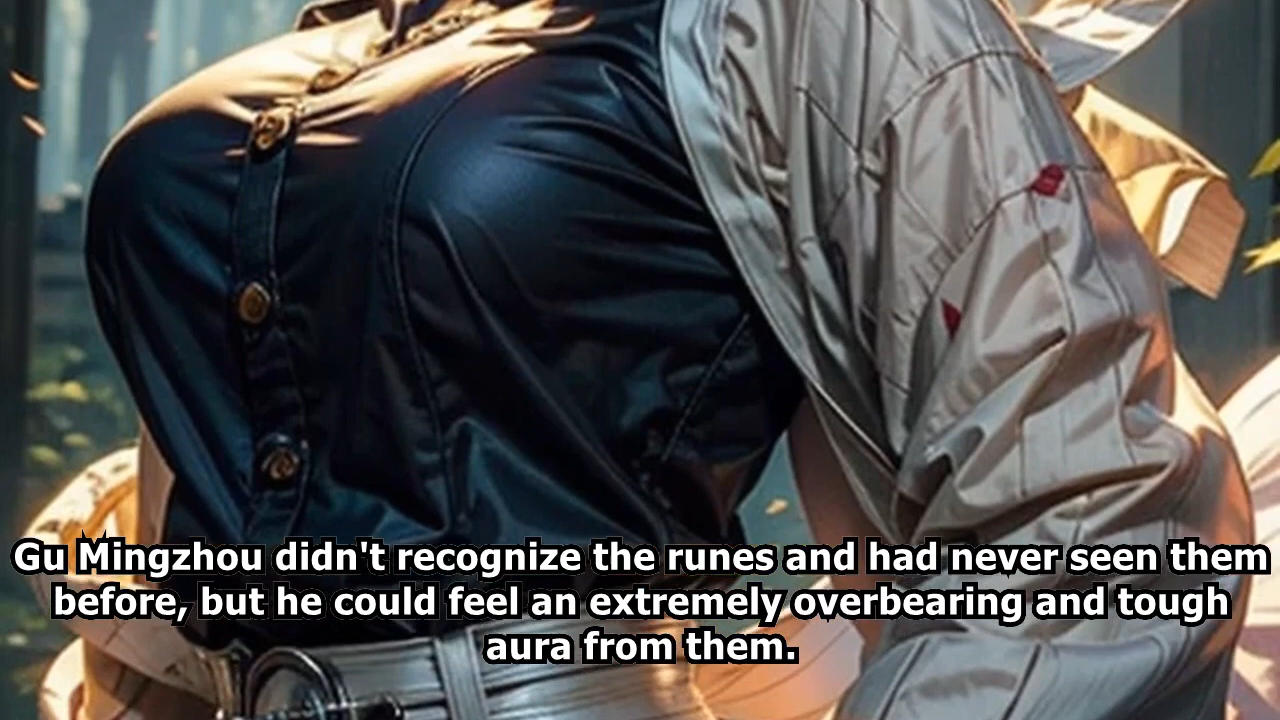 Gu Mingzhou didn't recognize the runes and had never seen them
before, but he could feel an extremely overbearing and tough
aura from them.